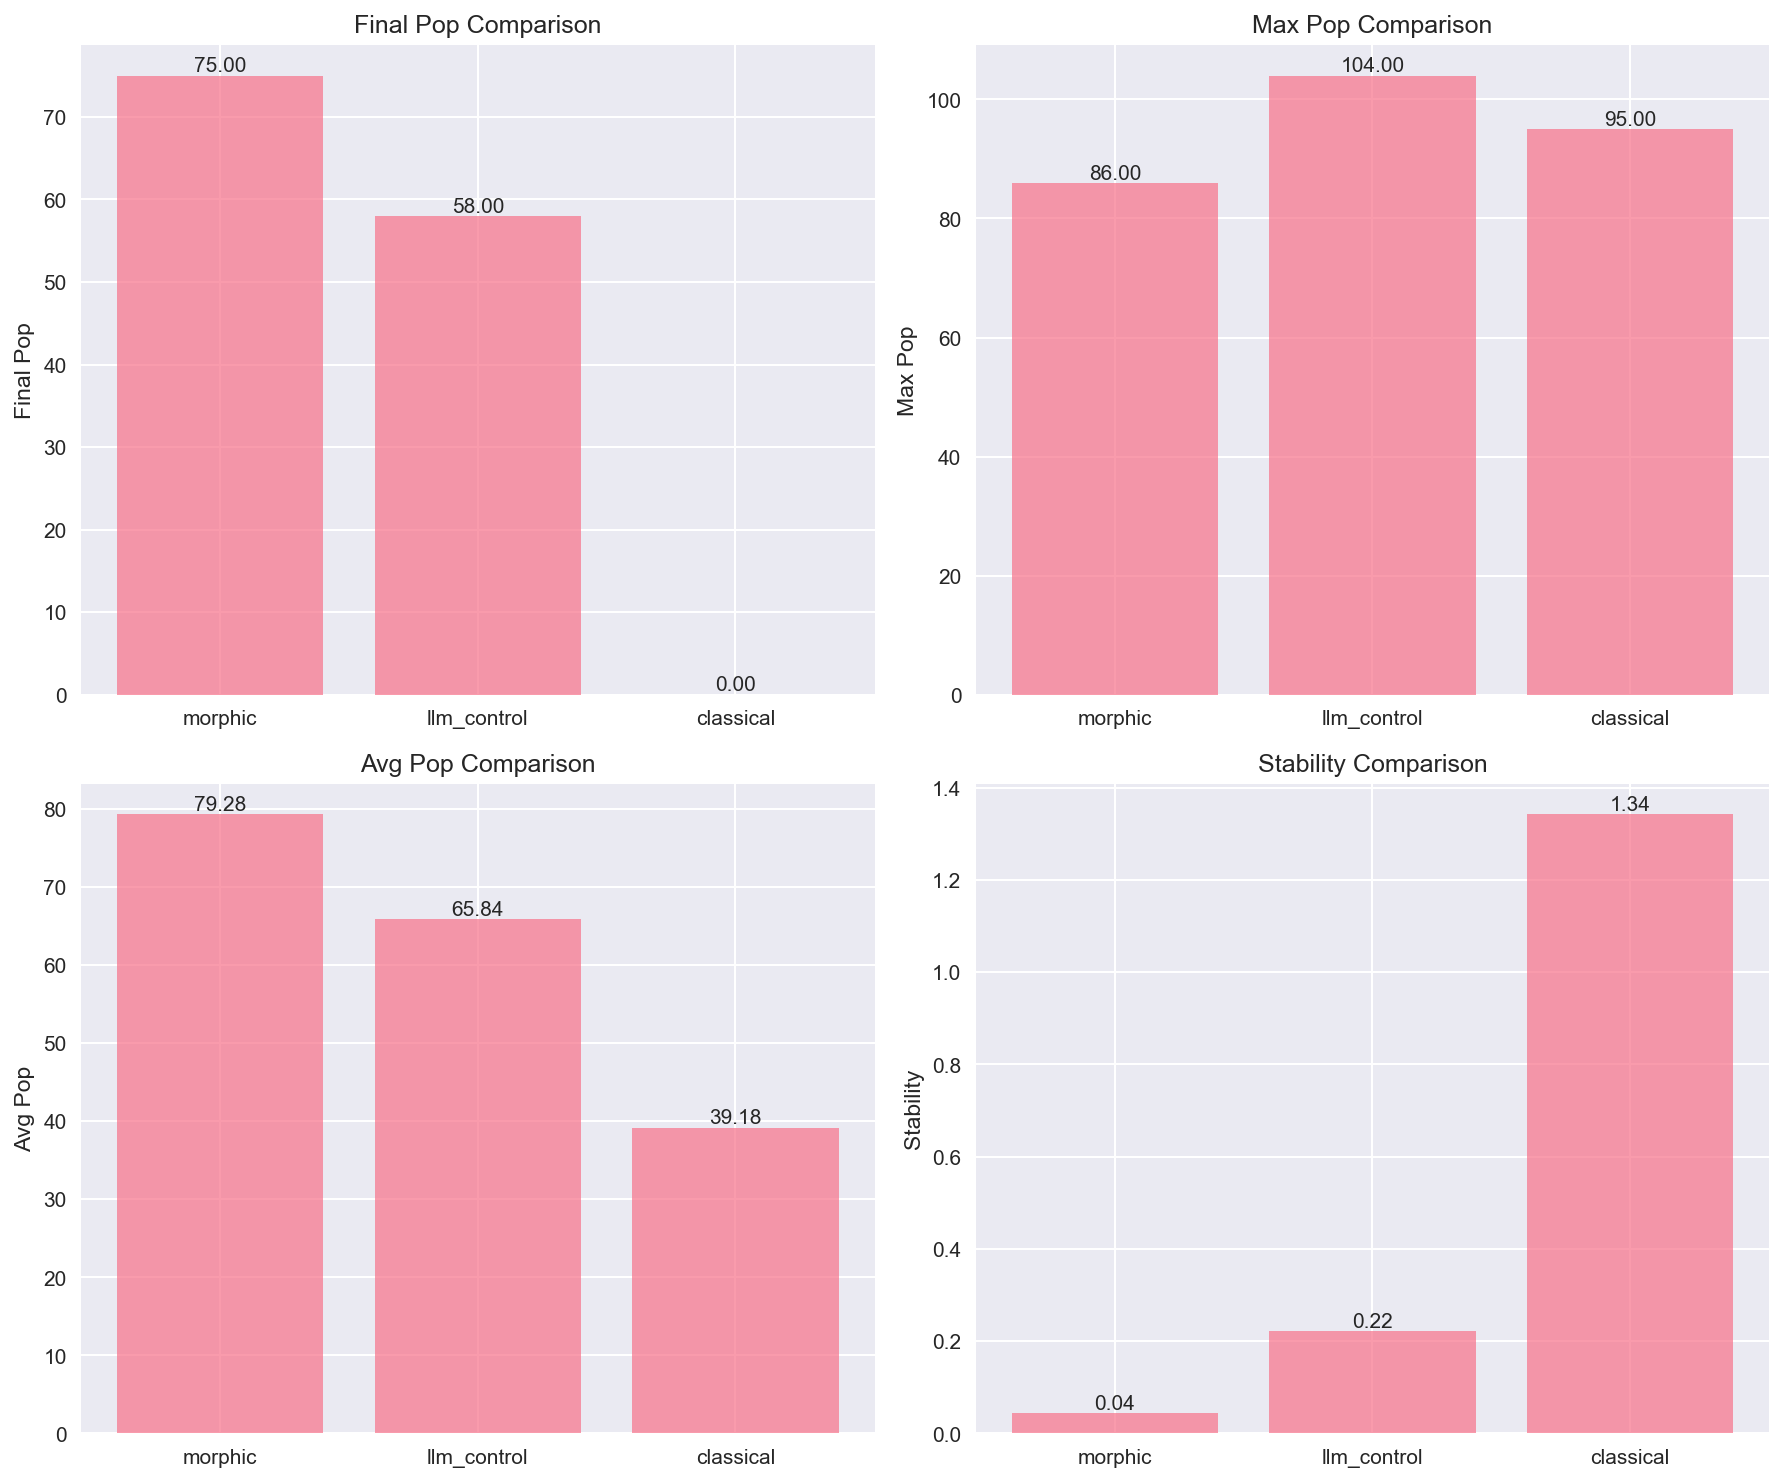 Final Pop Comparison
Final Pop
70
60
50
40
30
20
10
0
75.00
58.00
0.00
morphic
llm_control
classical
Max Pop Comparison
Max Pop
100
80
60
40
20
0
86.00
104.00
95.00
morphic
llm_control
classical
Avg Pop Comparison
Avg Pop
80
70
60
50
40
30
20
10
0
79.28
65.84
39.18
morphic
llm_control
classical
Stability Comparison
Stability
1.4
1.2
1.0
0.8
0.6
0.4
0.2
0.0
0.04
0.22
1.34
morphic
llm_control
classical